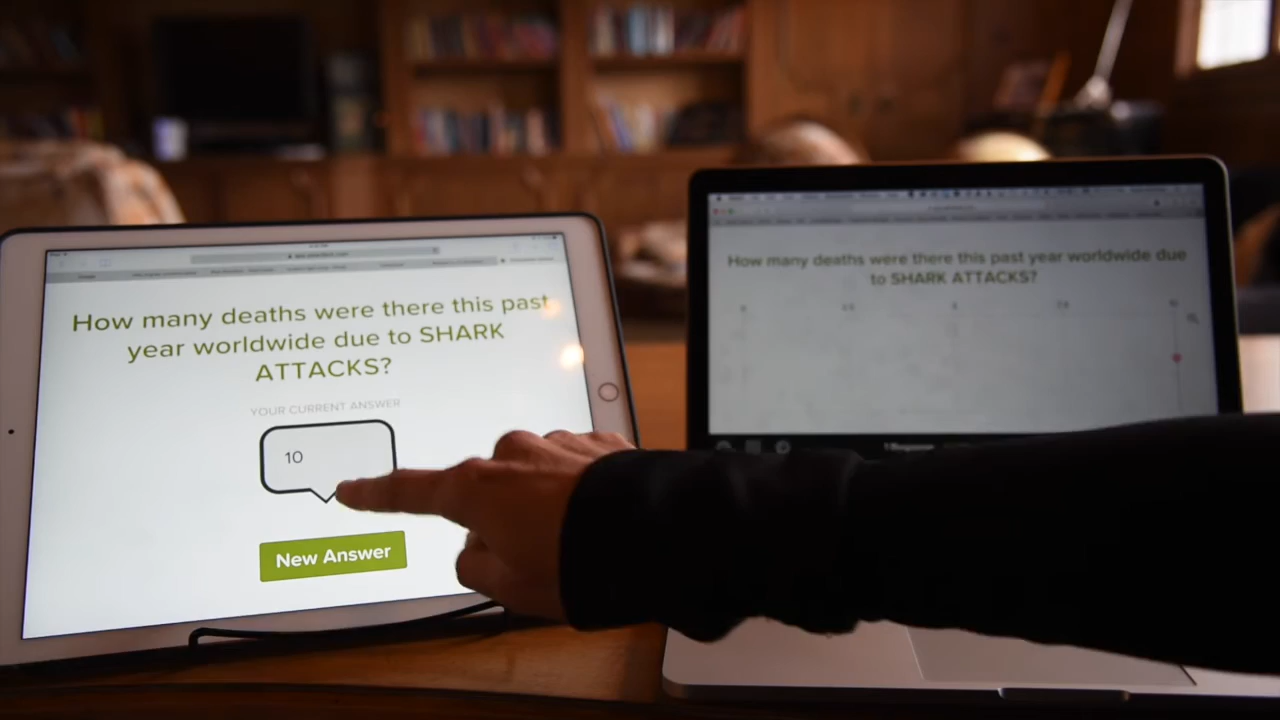 How many deaths were there this past
year worldwide due to SHARK
ATTACKS?
YOUR CURRENT ANSWER
10
New Answer
How many deaths were there this past year worldwide due
to SHARK ATTACKS?